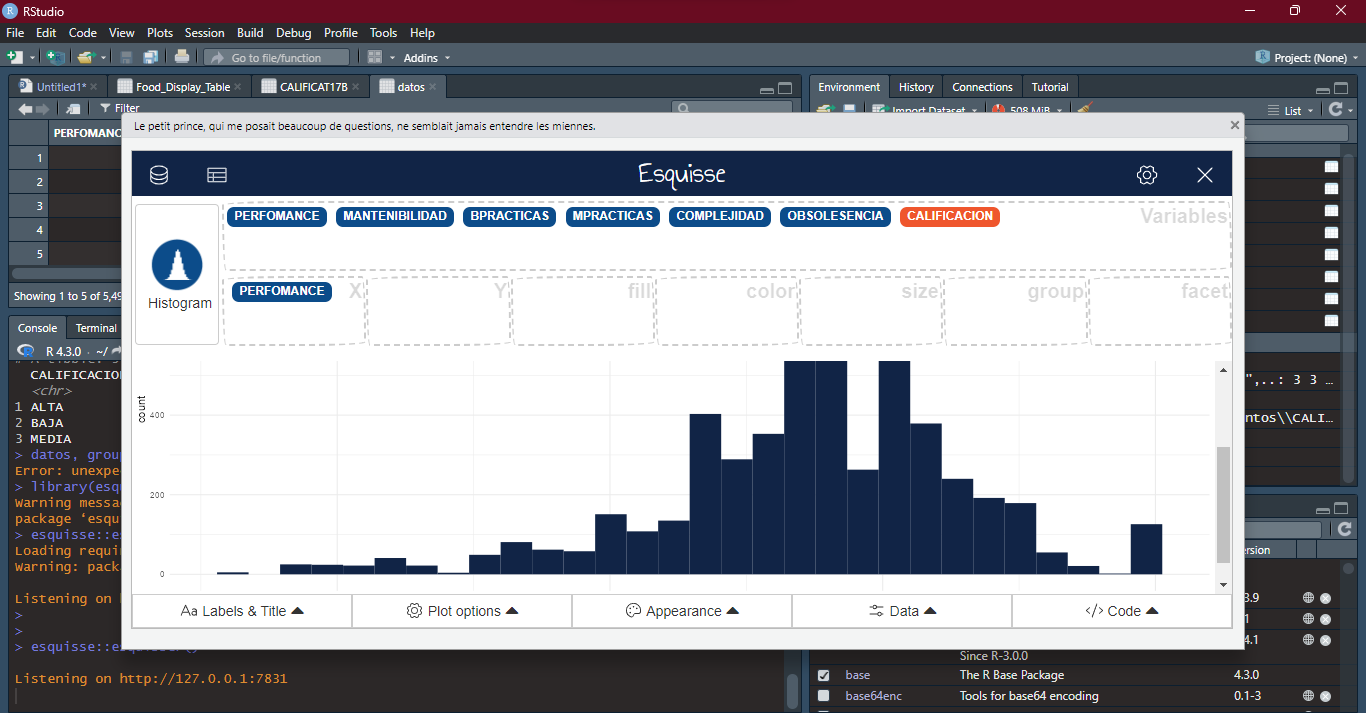 RStudio
File Edit Code View Plots Session Build Debug Profile Tools Help
Go to file/function Addins Project: (None)
Untitled1* Food_Display_Table CALIFICAT17B datos
Environment History Connections Tutorial
Filter
Import Dataset 508 MiB List
PERFOMANC
1
2
3
4
5
Showing 1 to 5 of 5,49
Le petit prince, qui me posait beaucoup de questions, ne semblait jamais entendre les miennes.
Esquisse
Histogram
PERFOMANCE MANTENIBILIDAD BPRACTICAS MPRACTICAS COMPLEJIDAD OBSOLESENCIA CALIFICACION Variables
PERFOMANCE X Y fill color size group facet
count
400
200
0
Aa Labels & Title Plot options Appearance Data </> Code
Console Terminal
R 4.3.0 · ~/
CALIFICACIO
<chr>
1 ALTA
2 BAJA
3 MEDIA
> datos, grou
Error: unexpe
> library(esq
Warning messa
package ‘esqu
> esquisse::e
Loading requi
Warning: pack
Listening on
>
>
> esquisse::e
Listening on http://127.0.0.1:7831
",..: 3 3 …
ntos\\CALI…
rsion
3.9
1
4.1
Since R-3.0.0
base The R Base Package 4.3.0
base64enc Tools for base64 encoding 0.1-3